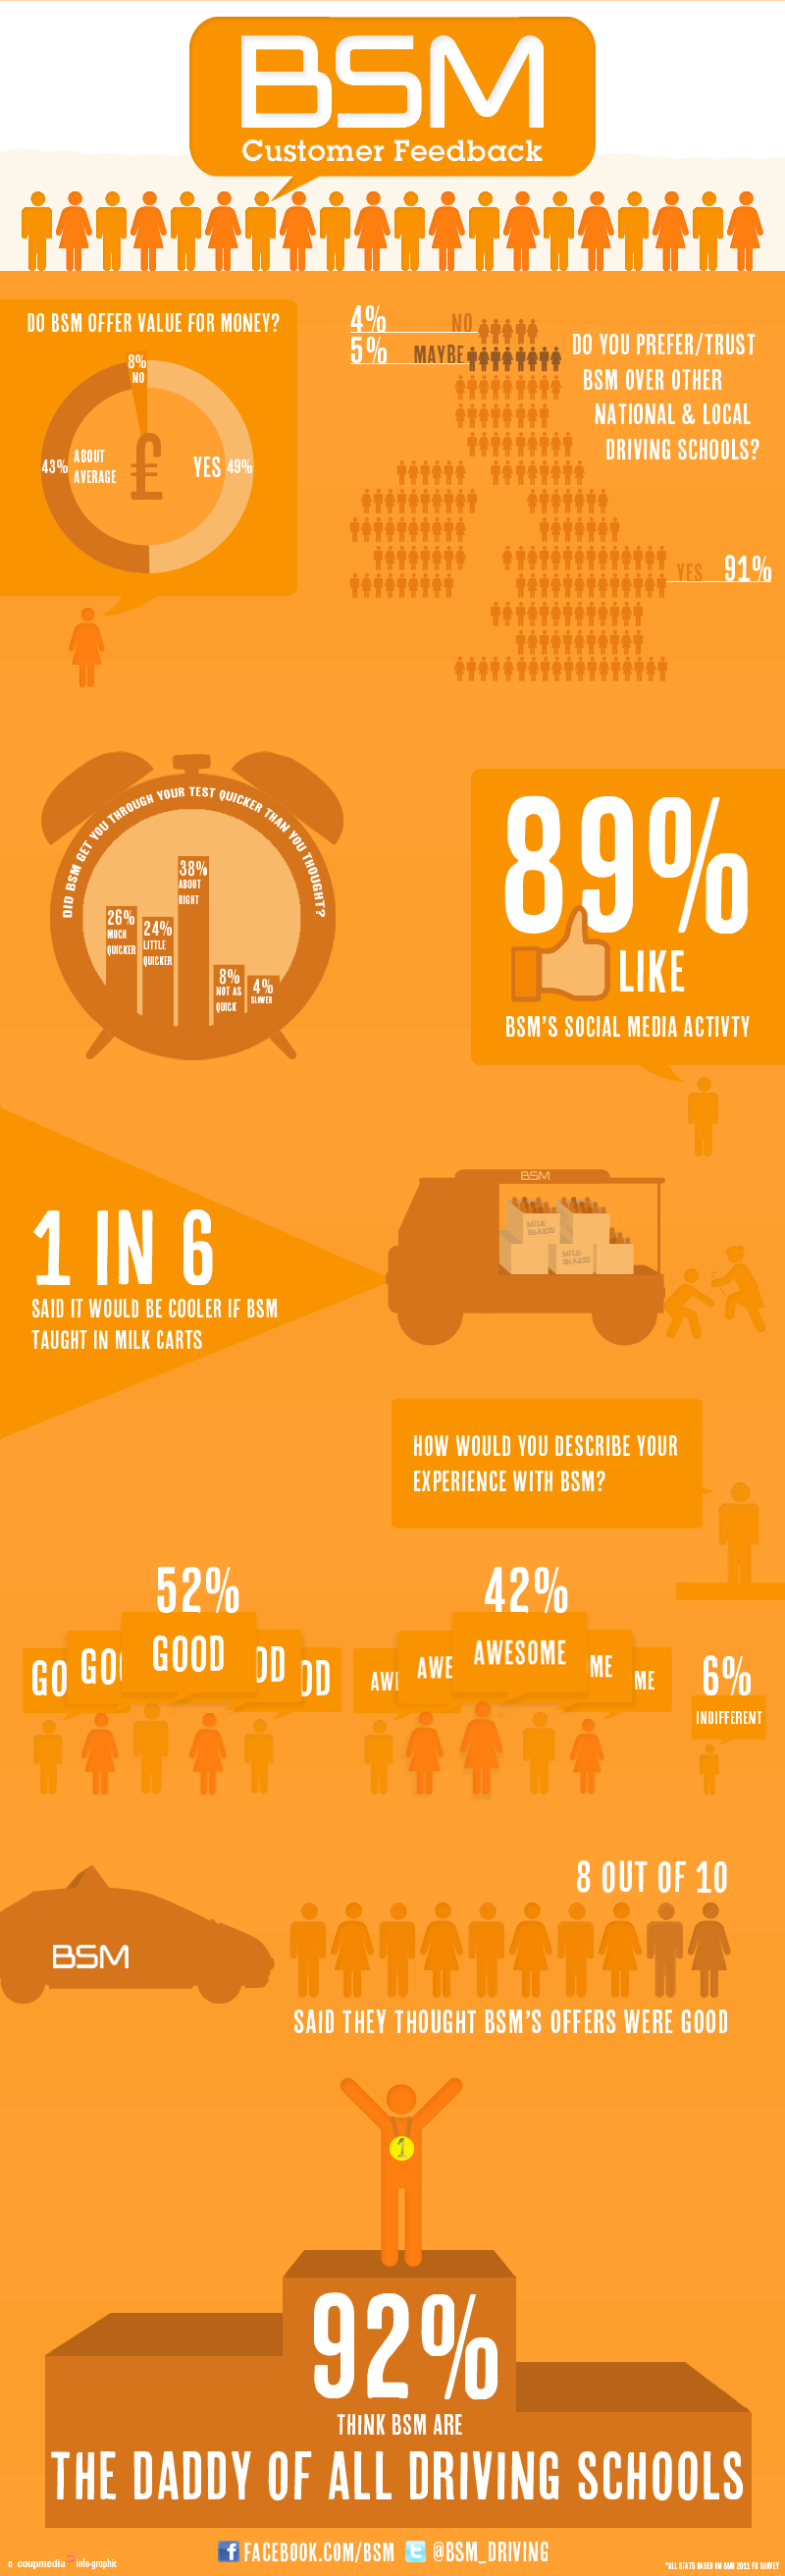 BSM
Customer Feedback
DO BSM OFFER VALUE FOR MONEY?
8%
NO
43%
ABOUT
AVERAGE
£
YES 49%
4% NO
5% MAYBE
DO YOU PREFER/TRUST
BSM OVER OTHER
NATIONAL & LOCAL
DRIVING SCHOOLS?
YES 91%
DID BSM GET YOU THROUGH YOUR TEST QUICKER THAN YOU THOUGHT?
26%
MUCH
QUICKER
24%
LITTLE
QUICKER
38%
ABOUT
RIGHT
8%
NOT AS
QUICK
4%
SLOWER
89%
LIKE
BSM'S SOCIAL MEDIA ACTIVTY
1 IN 6
SAID IT WOULD BE COOLER IF BSM
TAUGHT IN MILK CARTS
BSM
MILK-
SHAKES
MILK-
SHAKES
HOW WOULD YOU DESCRIBE YOUR
EXPERIENCE WITH BSM?
52%
GO GO GOOD OD OD
42%
AW AWE AWESOME ME ME
6%
INDIFFERENT
8 OUT OF 10
BSM
SAID THEY THOUGHT BSM'S OFFERS WERE GOOD
1
92%
THINK BSM ARE
THE DADDY OF ALL DRIVING SCHOOLS
f FACEBOOK.COM/BSM t @BSM_DRIVING
a coupmedia info-graphic
*ALL STATS BASED ON BSM 2011 FB SURVEY